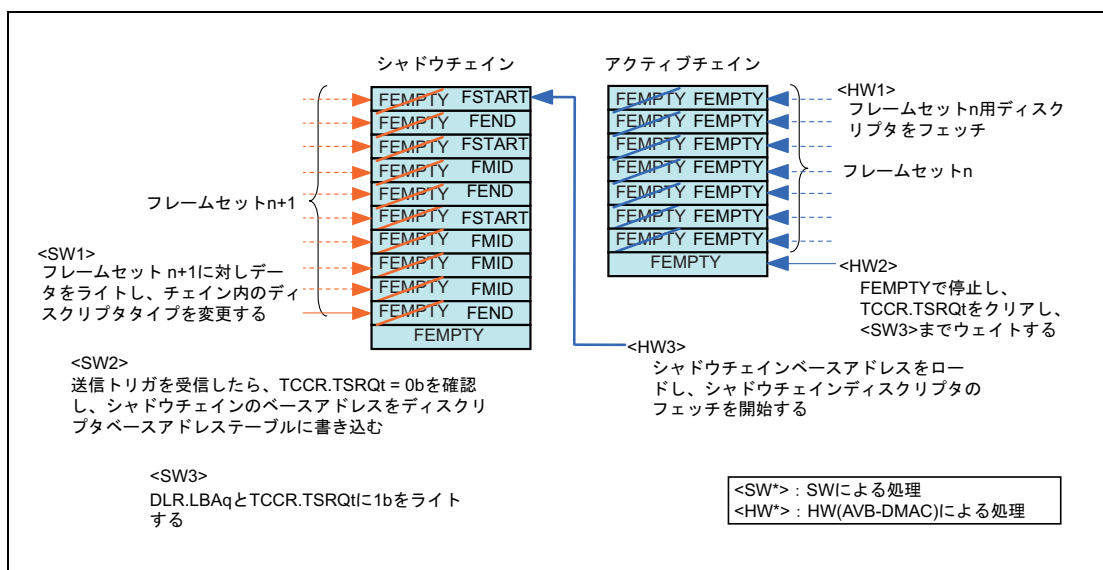 シャドウチェイン
FEMPTY FSTART
FEMPTY FEND
FEMPTY FSTART
FEMPTY FMID
FEMPTY FEND
FEMPTY FSTART
FEMPTY FMID
FEMPTY FMID
FEMPTY FMID
FEMPTY FEND
FEMPTY
フレームセットn+1
<SW1>
フレームセット n+1に対しデー
タをライトし、チェイン内のディ
スクリプタタイプを変更する
<SW2>
送信トリガを受信したら、TCCR.TSRQt = 0bを確認
し、シャドウチェインのベースアドレスをディスクリ
プタベースアドレステーブルに書き込む
<SW3>
DLR.LBAqとTCCR.TSRQtに1bをライト
する
アクティブチェイン
FEMPTY FEMPTY
FEMPTY FEMPTY
FEMPTY FEMPTY
FEMPTY FEMPTY
FEMPTY FEMPTY
FEMPTY FEMPTY
FEMPTY FEMPTY
FEMPTY
<HW1>
フレームセットn用ディスク
リプタをフェッチ
フレームセットn
<HW2>
FEMPTYで停止し、
TCCR.TSRQtをクリアし、
<SW3>までウェイトする
<HW3>
シャドウチェインベースアドレスをロー
ドし、シャドウチェインディスクリプタの
フェッチを開始する
<SW*>：SWによる処理
<HW*>：HW(AVB-DMAC)による処理